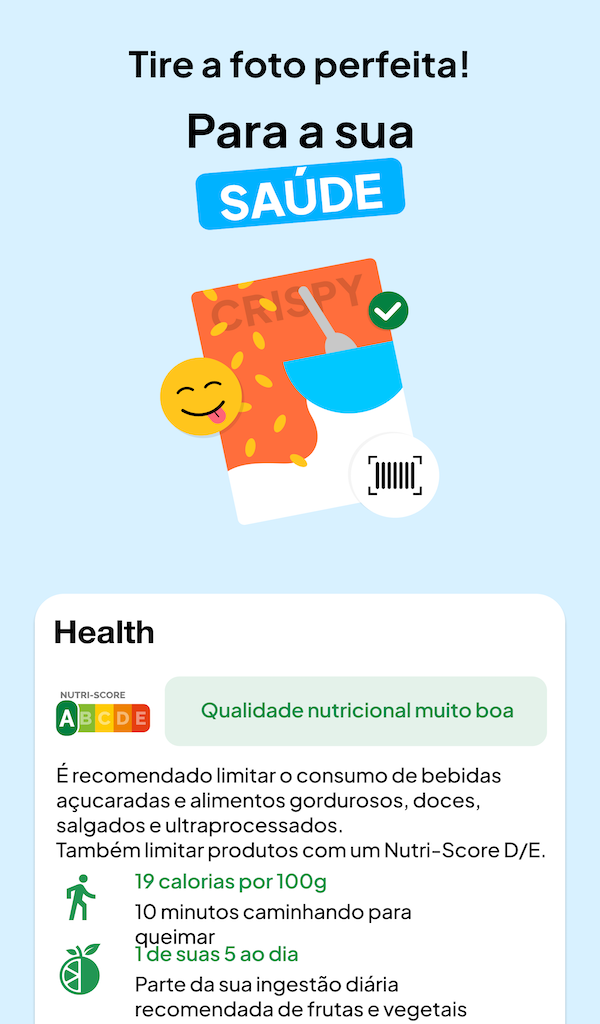 Tire a foto perfeita!
Para a sua
SAÚDE
CRISPY
Health
NUTRI-SCORE
A B C D E
Qualidade nutricional muito boa
É recomendado limitar o consumo de bebidas
açucaradas e alimentos gordurosos, doces,
salgados e ultraprocessados.
Também limitar produtos com um Nutri-Score D/E.
19 calorias por 100g
10 minutos caminhando para
queimar
1 de suas 5 ao dia
Parte da sua ingestão diária
recomendada de frutas e vegetais